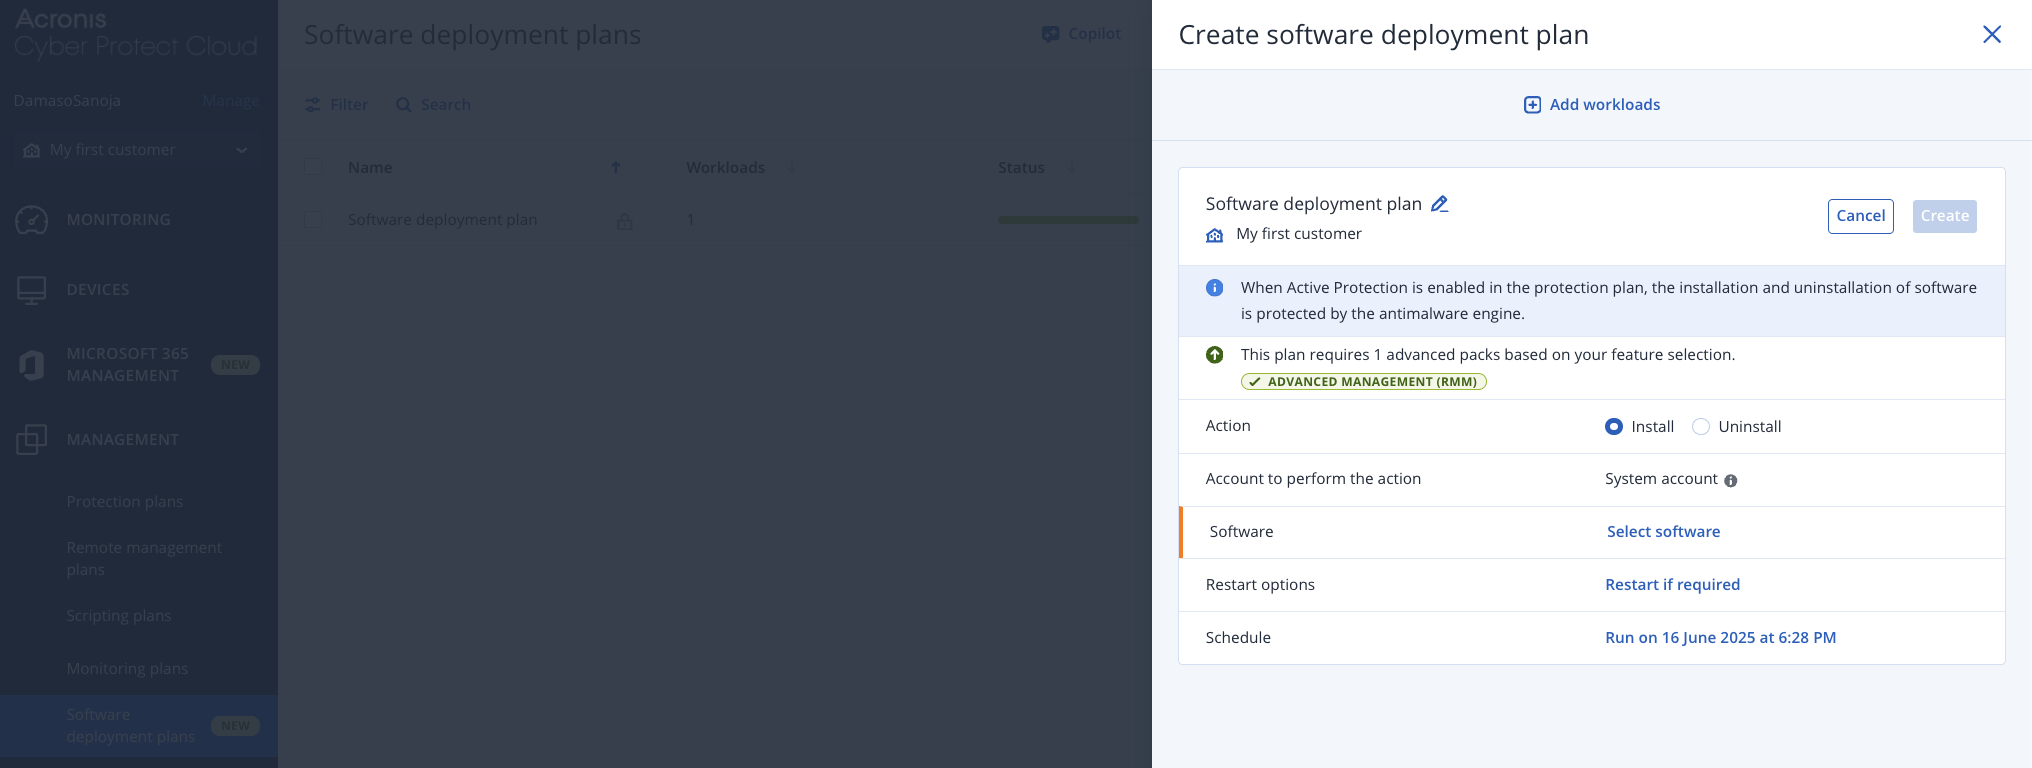 Acronis
Cyber Protect Cloud
DamasoSanoja
Manage
My first customer
MONITORING
DEVICES
MICROSOFT 365
MANAGEMENT
NEW
MANAGEMENT
Protection plans
Remote management
plans
Scripting plans
Monitoring plans
Software
deployment plans
NEW
Software deployment plans
Copilot
Filter
Search
Name
Workloads
Status
Software deployment plan
1
Create software deployment plan
Add workloads
Software deployment plan
My first customer
Cancel
Create
When Active Protection is enabled in the protection plan, the installation and uninstallation of software
is protected by the antimalware engine.
This plan requires 1 advanced packs based on your feature selection.
ADVANCED MANAGEMENT (RMM)
Action
Install
Uninstall
Account to perform the action
System account
Software
Select software
Restart options
Restart if required
Schedule
Run on 16 June 2025 at 6:28 PM